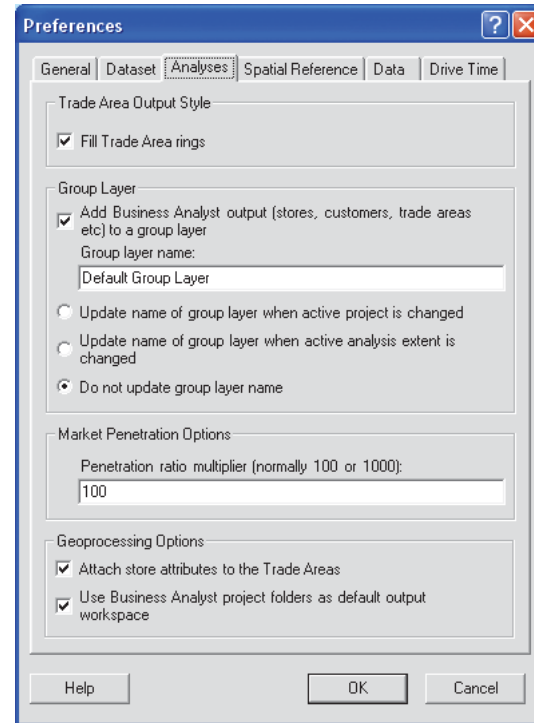 Preferences
General Dataset Analyses Spatial Reference Data Drive Time
Trade Area Output Style
Fill Trade Area rings
Group Layer
Add Business Analyst output (stores, customers, trade areas
etc) to a group layer
Group layer name:
Default Group Layer
Update name of group layer when active project is changed
Update name of group layer when active analysis extent is
changed
Do not update group layer name
Market Penetration Options
Penetration ratio multiplier (normally 100 or 1000):
100
Geoprocessing Options
Attach store attributes to the Trade Areas
Use Business Analyst project folders as default output
workspace
Help OK Cancel